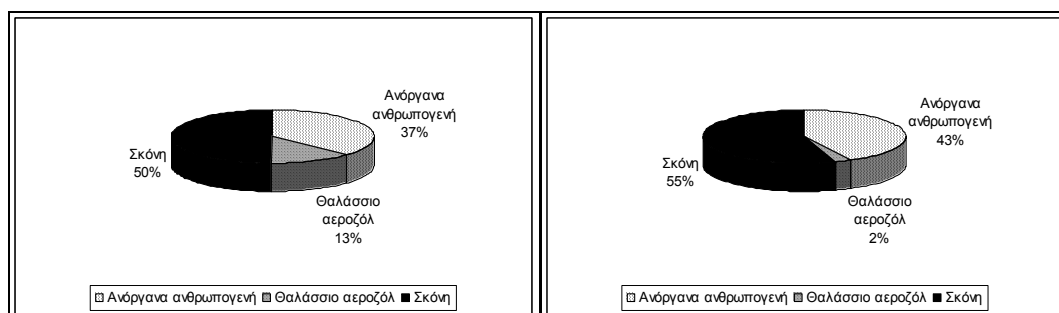 Ανόργανα
ανθρωπογενή
37%
Σκόνη
50%
Θαλάσσιο
αεροζόλ
13%
Ανόργανα ανθρωπογενή Θαλάσσιο αεροζόλ Σκόνη
Ανόργανα
ανθρωπογενή
43%
Σκόνη
55%
Θαλάσσιο
αεροζόλ
2%
Ανόργανα ανθρωπογενή Θαλάσσιο αεροζόλ Σκόνη